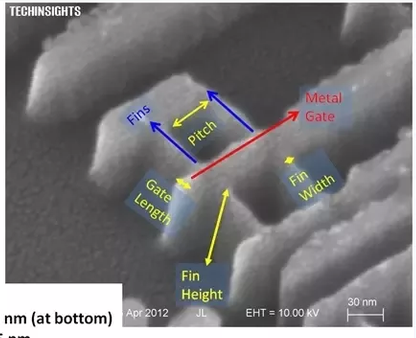 TECHINSIGHTS
Fins
Pitch
Metal
Gate
Gate
Length
Fin
Width
Fin
Height
nm (at bottom)
Apr 2012 JL EHT = 10.00 kV
30 nm